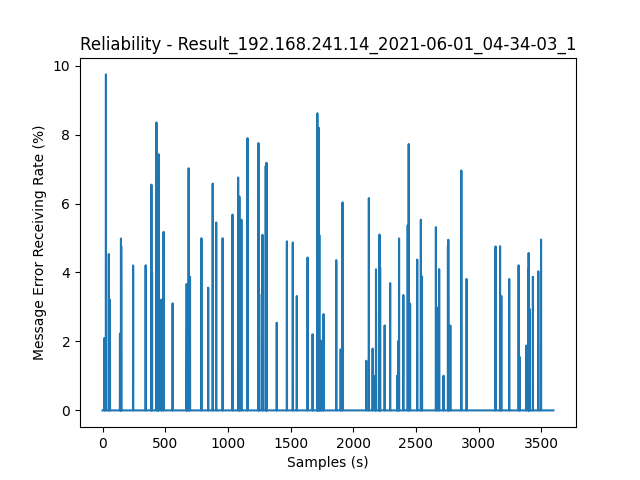 Reliability - Result_192.168.241.14_2021-06-01_04-34-03_1
Message Error Receiving Rate (%)
10
8
6
4
2
0
0 500 1000 1500 2000 2500 3000 3500
Samples (s)